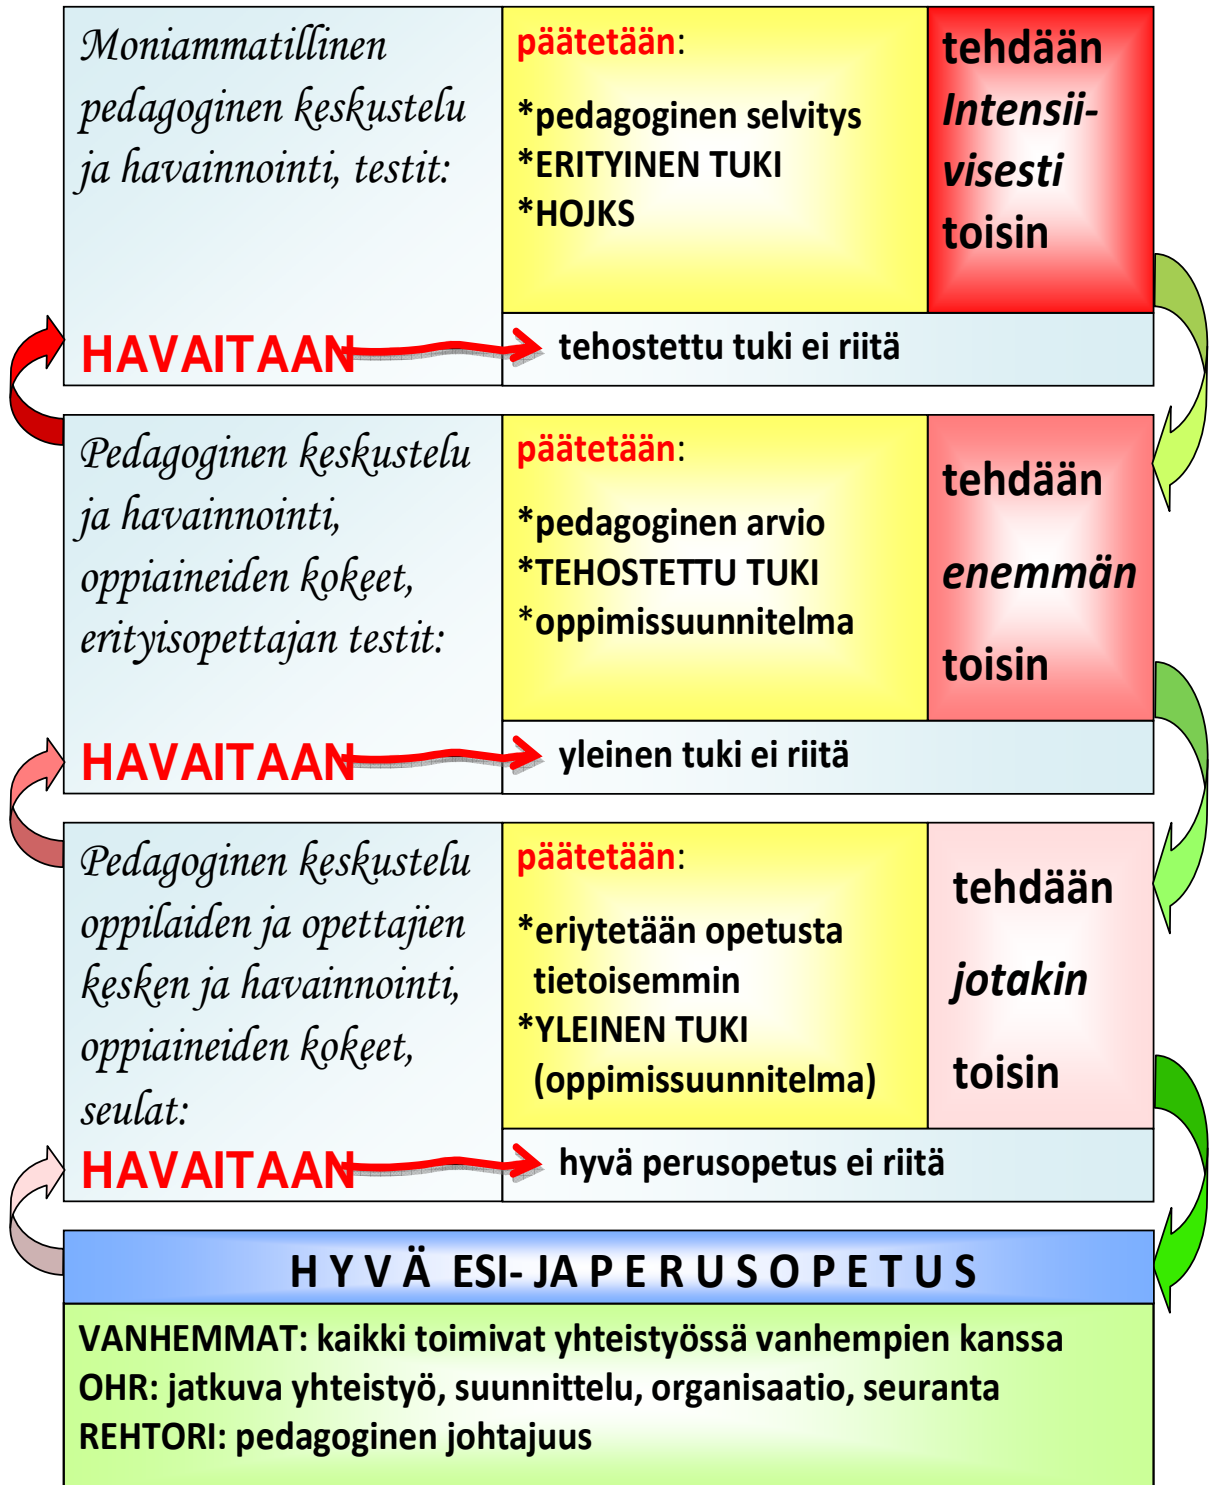 Moniammatillinen
pedagoginen keskustelu
ja havainnointi, testit:
HAVAITAAN
päätetään:
*pedagoginen selvitys
*ERITYINEN TUKI
*HOJKS
tehdään
Intensii-
visesti
toisin
tehostettu tuki ei riitä
Pedagoginen keskustelu
ja havainnointi,
oppiaineiden kokeet,
erityisopettajan testit:
HAVAITAAN
päätetään:
*pedagoginen arvio
*TEHOSTETTU TUKI
*oppimissuunnitelma
tehdään
enemmän
toisin
yleinen tuki ei riitä
Pedagoginen keskustelu
oppilaiden ja opettajien
kesken ja havainnointi,
oppiaineiden kokeet,
seulat:
HAVAITAAN
päätetään:
*eriytetään opetusta
tietoisemmin
*YLEINEN TUKI
(oppimissuunnitelma)
tehdään
jotakin
toisin
hyvä perusopetus ei riitä
H Y V Ä ESI- JA P E R U S O P E T U S
VANHEMMAT: kaikki toimivat yhteistyössä vanhempien kanssa
OHR: jatkuva yhteistyö, suunnittelu, organisaatio, seuranta
REHTORI: pedagoginen johtajuus